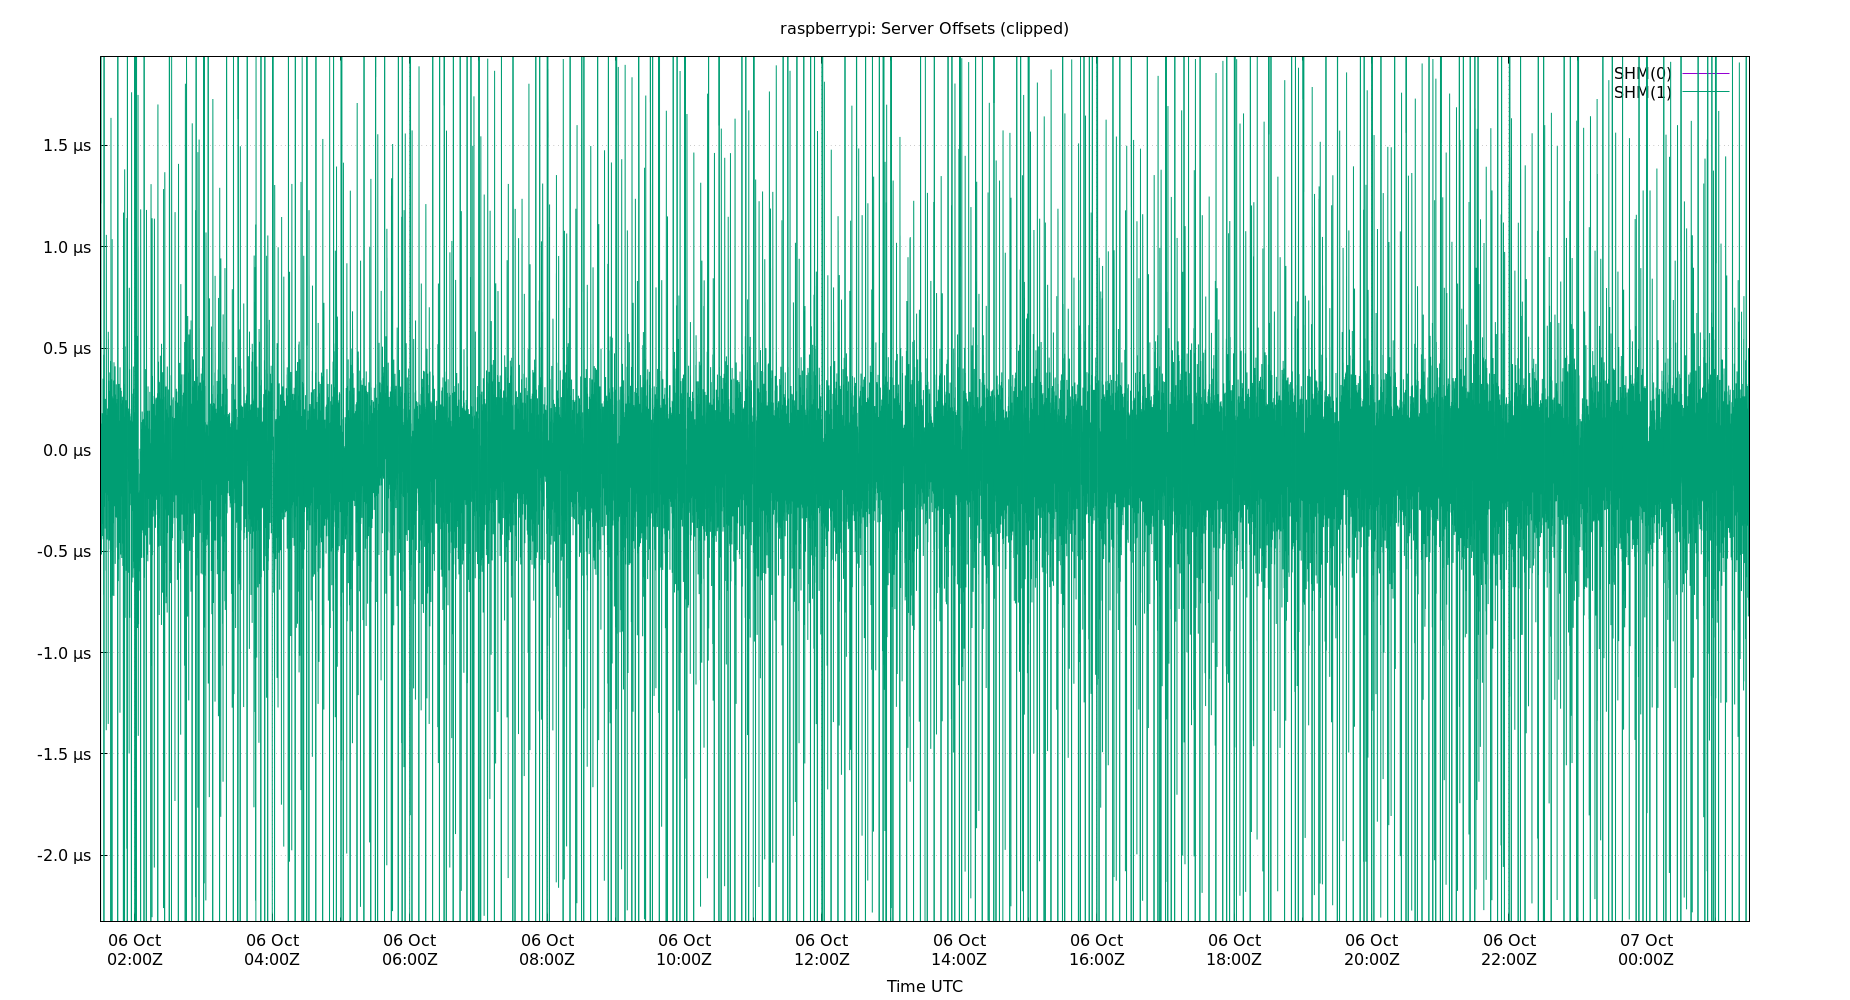 raspberrypi: Server Offsets (clipped)
SHM(0)
SHM(1)
1.5 µs
1.0 µs
0.5 µs
0.0 µs
-0.5 µs
-1.0 µs
-1.5 µs
-2.0 µs
06 Oct 06 Oct 06 Oct 06 Oct 06 Oct 06 Oct 06 Oct 06 Oct 06 Oct 06 Oct 06 Oct 07 Oct
02:00Z 04:00Z 06:00Z 08:00Z 10:00Z 12:00Z 14:00Z 16:00Z 18:00Z 20:00Z 22:00Z 00:00Z
Time UTC